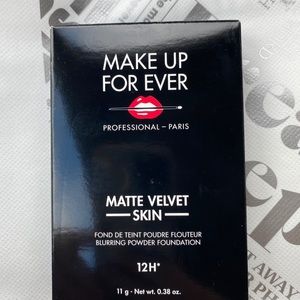 MAKE UP
FOR EVER
PROFESSIONAL – PARIS
MATTE VELVET
SKIN
FOND DE TEINT POUDRE FLOUTEUR
BLURRING POWDER FOUNDATION
12H*
11 g - Net wt. 0.38 oz.